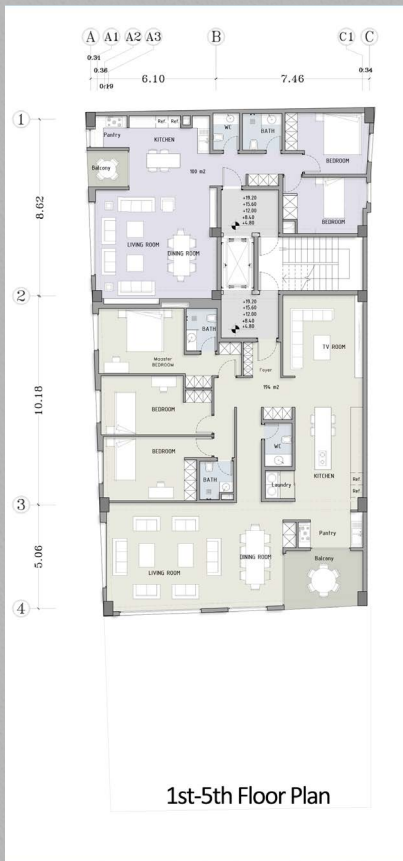 A A1 A2 A3 B C1 C
0.31 0.34
0.36 6.10 7.46
0.19
1
8.62
2
10.18
3
5.06
4
Pantry
Ref. Ref.
KITCHEN
WC
BATH
BEDROOM
Balcony
100 m2
BEDROOM
+19.20
+15.60
+12.00
+8.40
+4.80
LIVING ROOM
DINING ROOM
+19.20
+15.60
+12.00
+8.40
+4.80
BATH
TV-ROOM
Maaster
BEDROOM
Foyer
194 m2
BEDROOM
WC
BEDROOM
KITCHEN
BATH
Laundry
Ref.
Ref.
Pastry
DINING ROOM
Balcony
LIVING ROOM
1st-5th Floor Plan